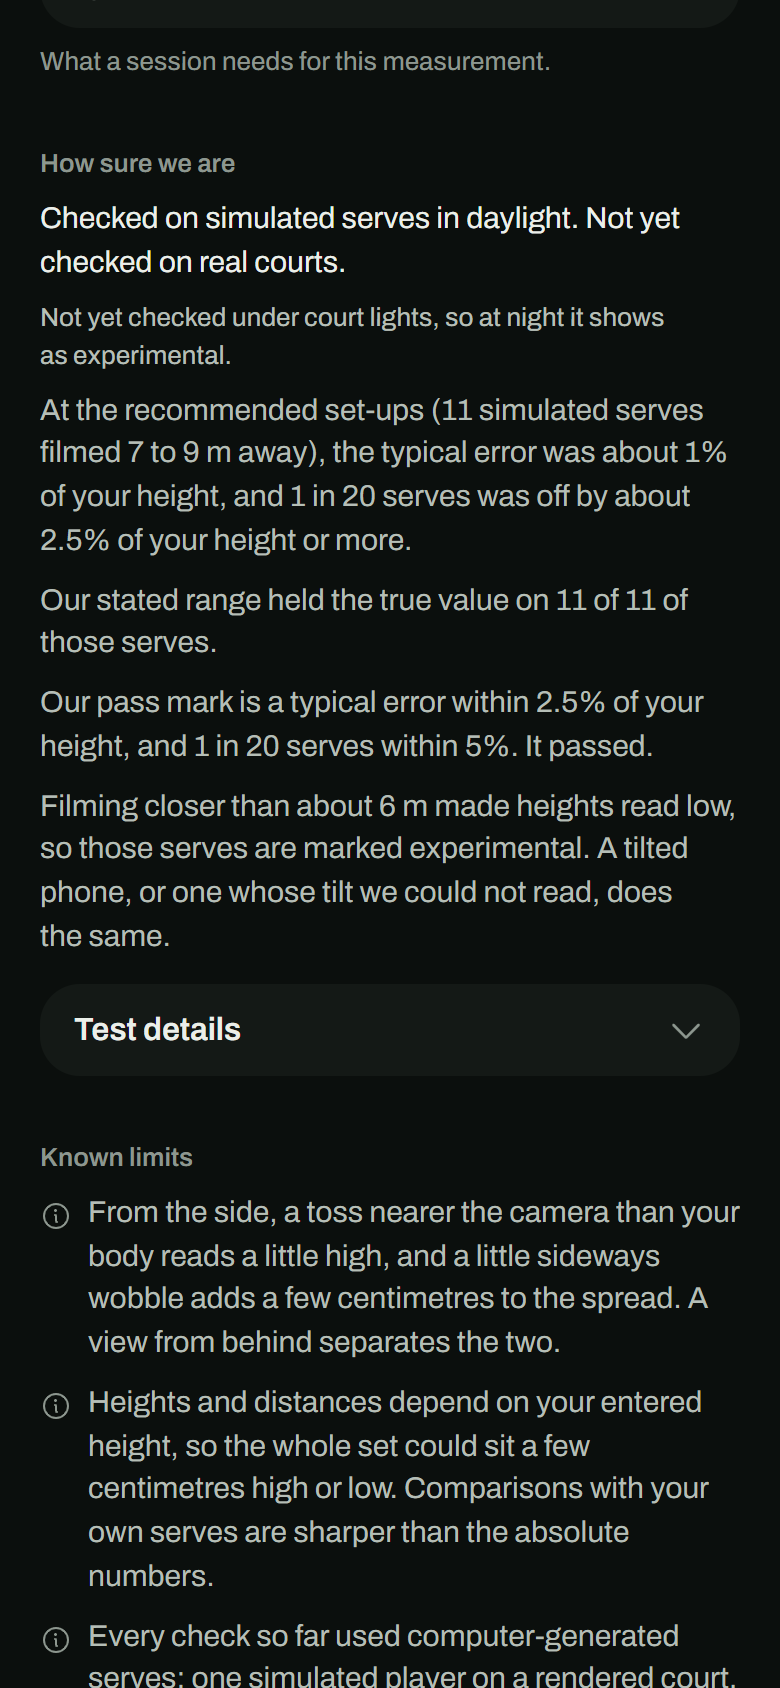 What a session needs for this measurement.
How sure we are
Checked on simulated serves in daylight. Not yet
checked on real courts.
Not yet checked under court lights, so at night it shows
as experimental.
At the recommended set-ups (11 simulated serves
filmed 7 to 9 m away), the typical error was about 1%
of your height, and 1 in 20 serves was off by about
2.5% of your height or more.
Our stated range held the true value on 11 of 11 of
those serves.
Our pass mark is a typical error within 2.5% of your
height, and 1 in 20 serves within 5%. It passed.
Filming closer than about 6 m made heights read low,
so those serves are marked experimental. A tilted
phone, or one whose tilt we could not read, does
the same.
Test details
Known limits
From the side, a toss nearer the camera than your
body reads a little high, and a little sideways
wobble adds a few centimetres to the spread. A
view from behind separates the two.
Heights and distances depend on your entered
height, so the whole set could sit a few
centimetres high or low. Comparisons with your
own serves are sharper than the absolute
numbers.
Every check so far used computer-generated
serves: one simulated player on a rendered court.